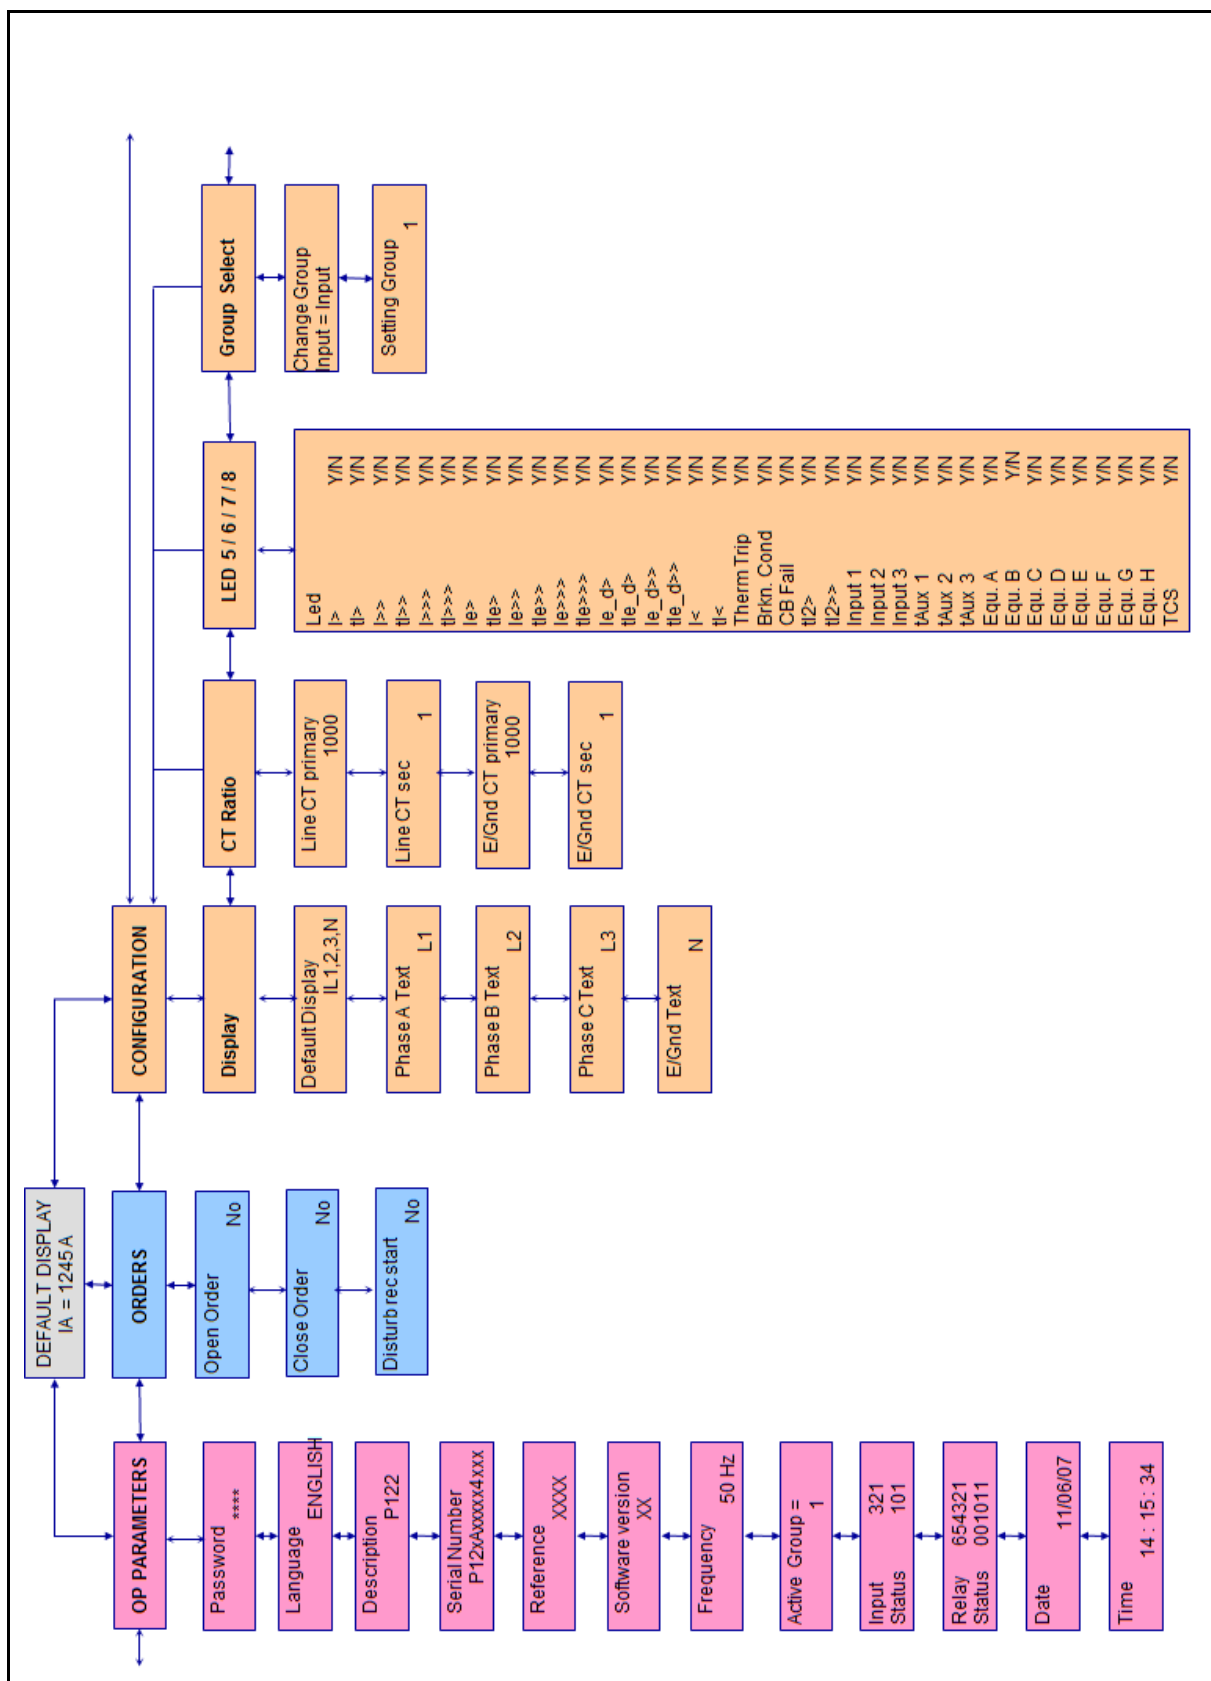 DEFAULT DISPLAY
IA = 1245 A
OP PARAMETERS
Password
****
Language
ENGLISH
Description
P122
Serial Number
P12xAxxxxx4xxx
Reference
XXXX
Software version
XX
Frequency
50 Hz
Active Group =
1
Input 321
Status 101
Relay 654321
Status 001011
Date
11/06/07
Time
14 : 15 : 34
ORDERS
Open Order
No
Close Order
No
Disturb rec start
No
CONFIGURATION
Display
Default Display
IL1,2,3,N
Phase A Text
L1
Phase B Text
L2
Phase C Text
L3
E/Gnd Text
N
CT Ratio
Line CT primary
1000
Line CT sec
1
E/Gnd CT primary
1000
E/Gnd CT sec
1
LED 5 / 6 / 7 / 8
Led
I> Y/N
tI> Y/N
I>> Y/N
tI>> Y/N
I>>> Y/N
tI>>> Y/N
Ie> Y/N
tIe> Y/N
Ie>> Y/N
tIe>> Y/N
Ie>>> Y/N
tIe>>> Y/N
Ie_d> Y/N
tIe_d> Y/N
Ie_d>> Y/N
tIe_d>> Y/N
I< Y/N
tI< Y/N
Therm Trip Y/N
Brkn. Cond Y/N
CB Fail Y/N
tI2> Y/N
tI2>> Y/N
Input 1 Y/N
Input 2 Y/N
Input 3 Y/N
tAux 1 Y/N
tAux 2 Y/N
tAux 3 Y/N
Equ. A Y/N
Equ. B Y/N
Equ. C Y/N
Equ. D Y/N
Equ. E Y/N
Equ. F Y/N
Equ. G Y/N
Equ. H Y/N
TCS Y/N
Group Select
Change Group
Input = Input
Setting Group
1